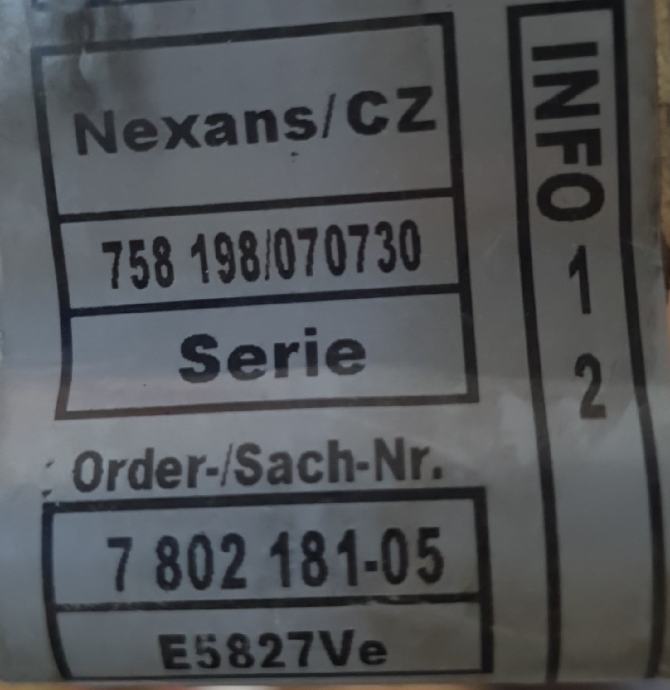 Nexans/CZ
758 198/070730
Serie
Order-/Sach-Nr.
7 802 181-05
E5827Ve
INFO 1 2